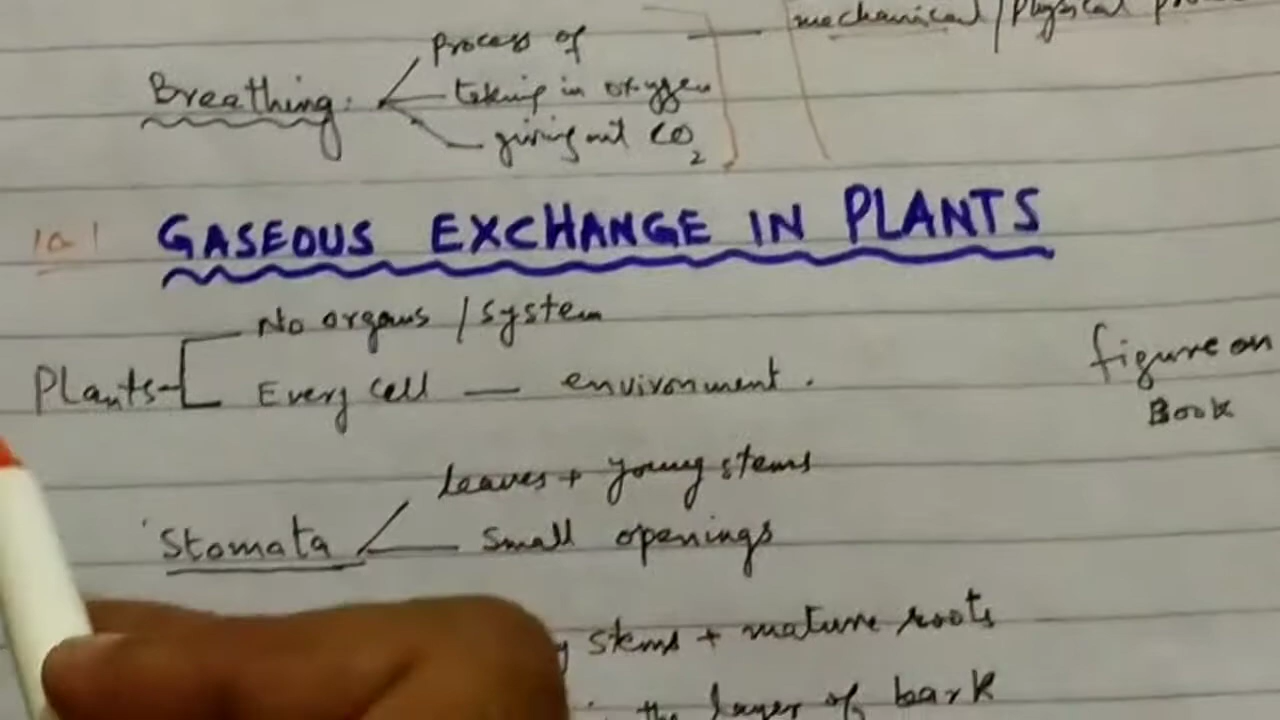 mechanical / Physical
Process of
Breathing: taking in oxygen
giving out CO2
10.1 GASEOUS EXCHANGE IN PLANTS
No organs / system
Plants Every cell — environment.
figure on
Book
leaves + young stems
Stomata small openings
stems + mature roots
the layer of bark